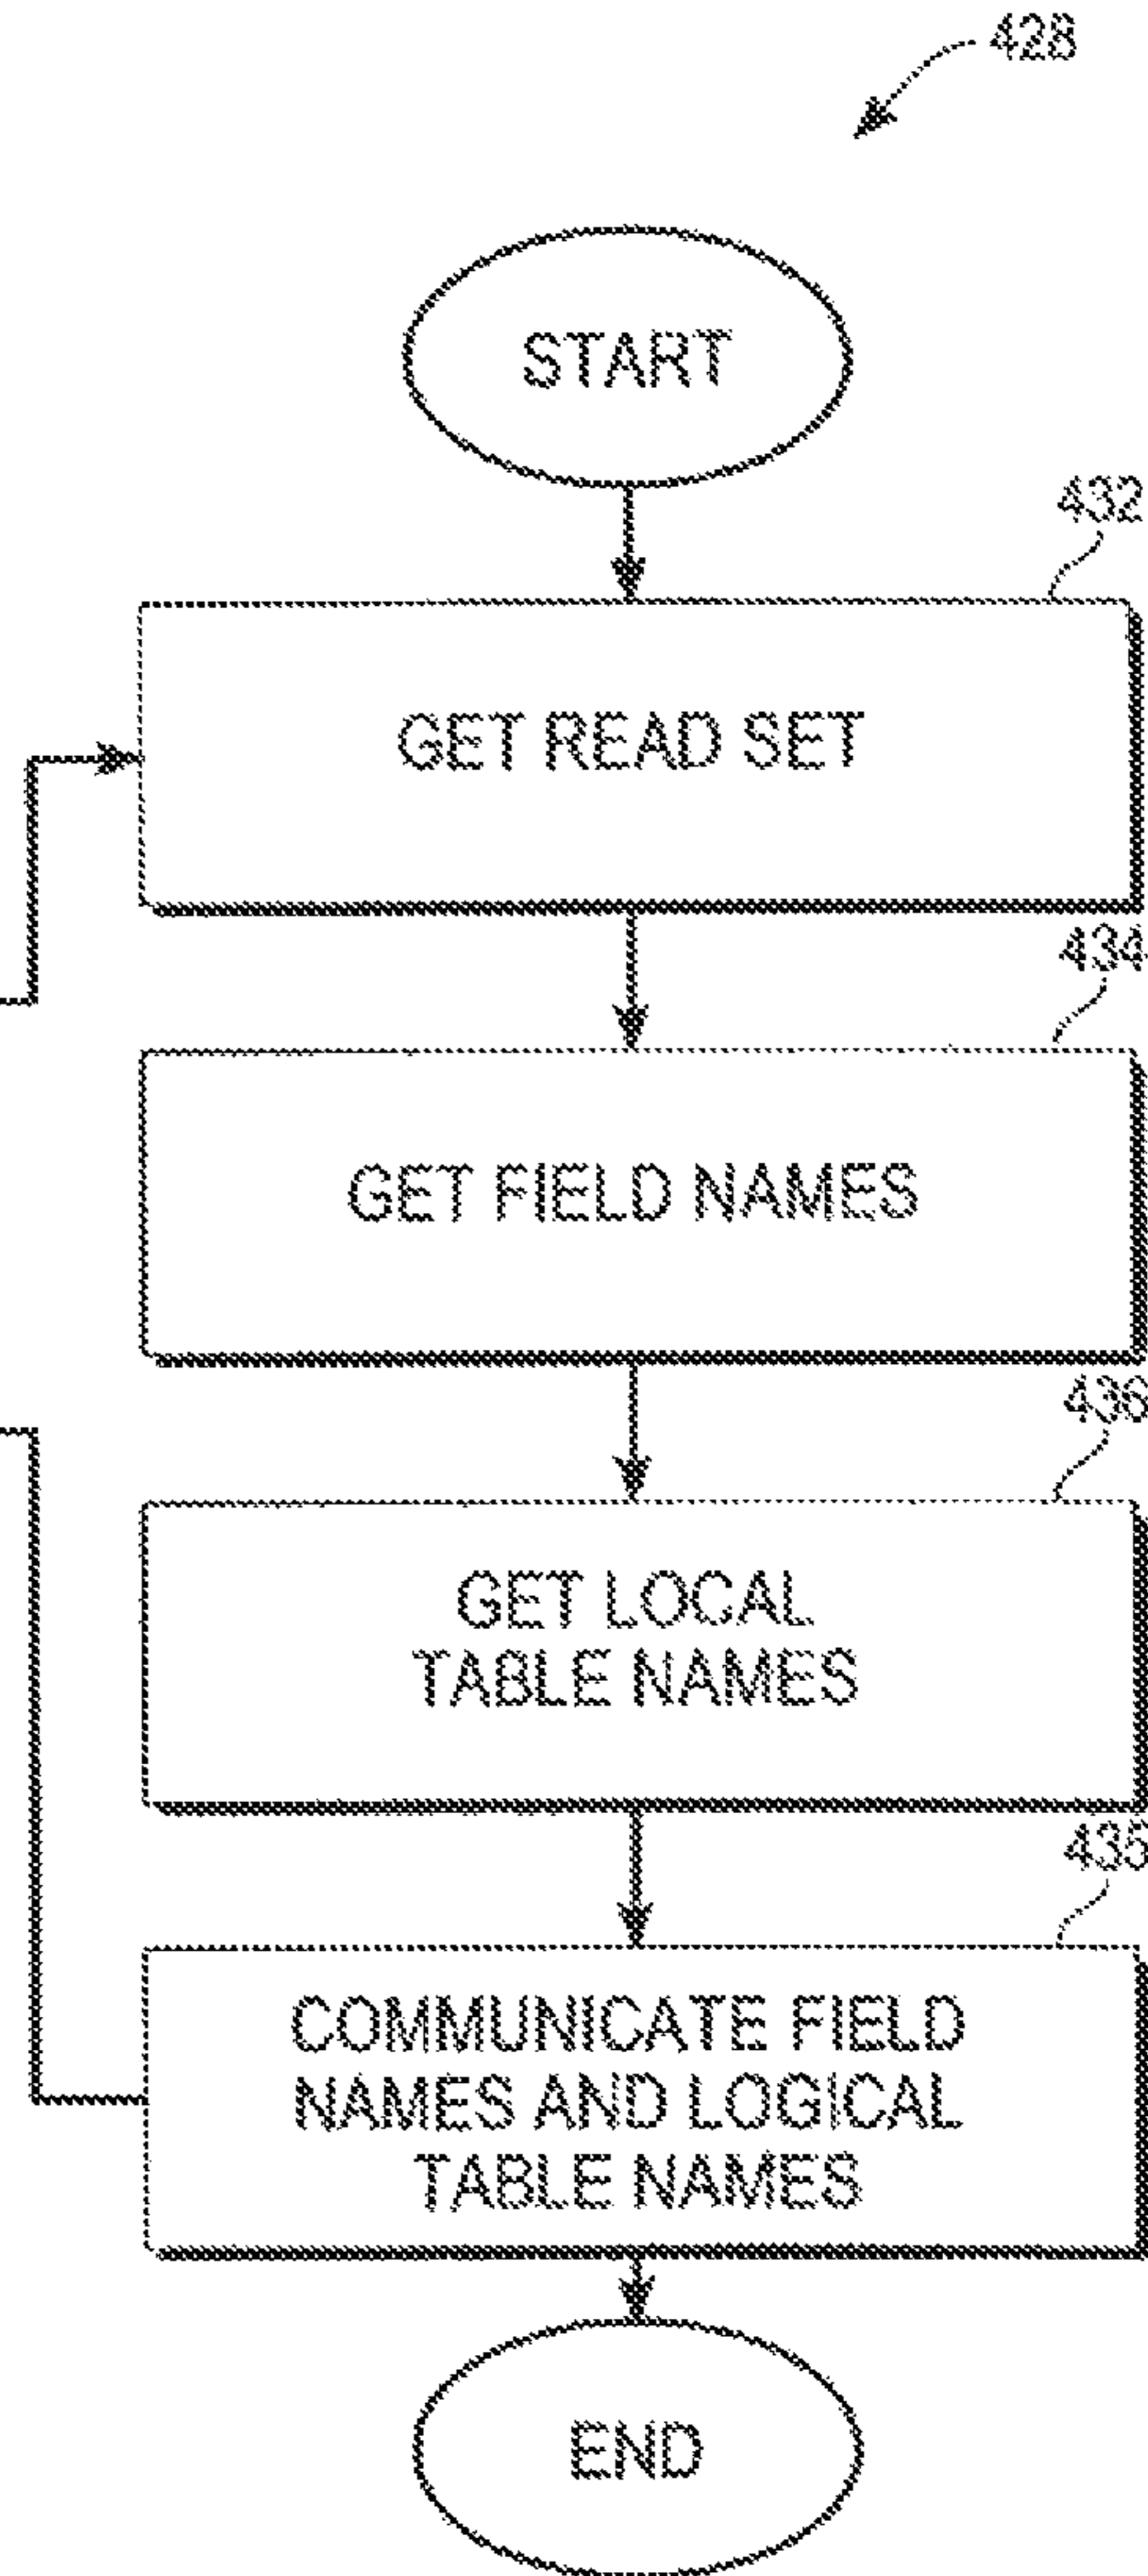 428
START
432
GET READ SET
434
GET FIELD NAMES
436
GET LOCAL
TABLE NAMES
435
COMMUNICATE FIELD
NAMES AND LOGICAL
TABLE NAMES
END